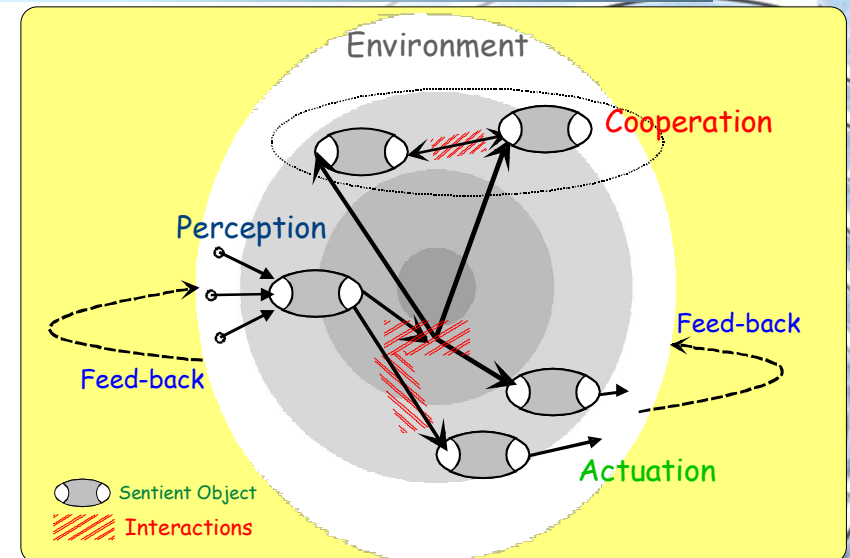 Environment
Cooperation
Perception
Feed-back
Feed-back
Actuation
Sentient Object
Interactions